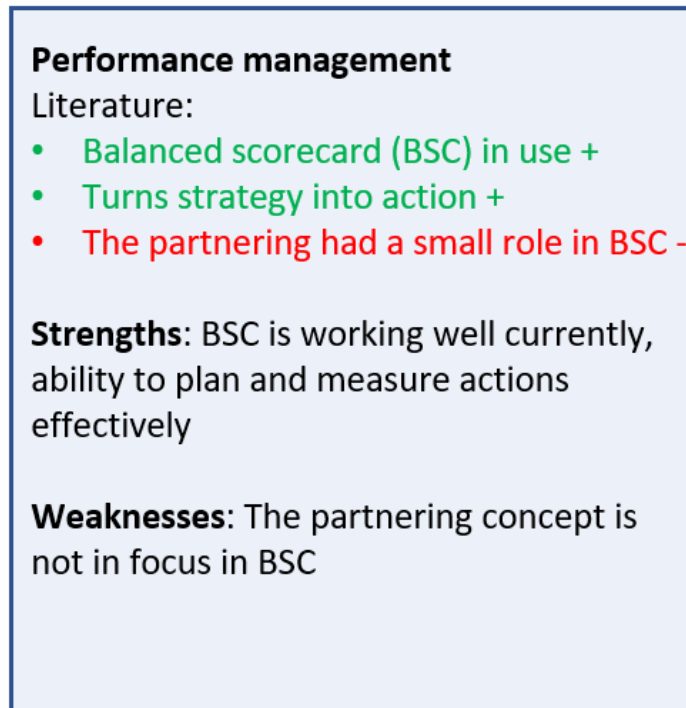 Performance management
Literature:
• Balanced scorecard (BSC) in use +
• Turns strategy into action +
• The partnering had a small role in BSC -
Strengths: BSC is working well currently,
ability to plan and measure actions
effectively
Weaknesses: The partnering concept is
not in focus in BSC